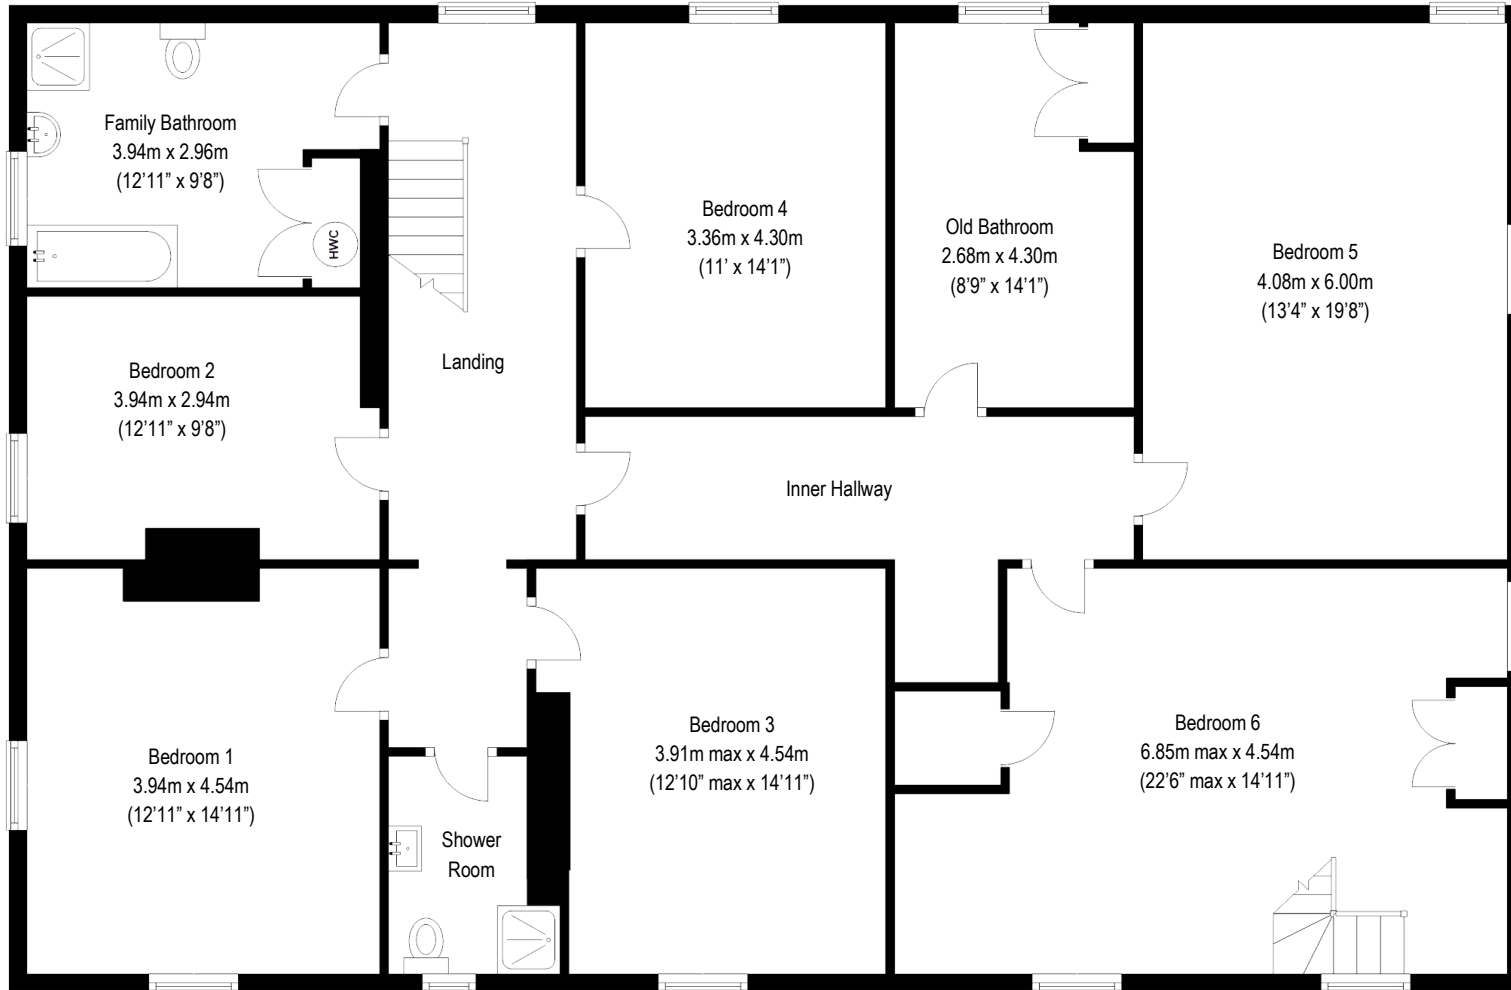 Family Bathroom
3.94m x 2.96m
(12'11” x 9'8”)
HWC
Bedroom 4
3.36m x 4.30m
(11' x 14'1”)
Old Bathroom
2.68m x 4.30m
(8'9” x 14'1”)
Bedroom 5
4.08m x 6.00m
(13'4” x 19'8”)
Bedroom 2
3.94m x 2.94m
(12'11” x 9'8”)
Landing
Inner Hallway
Bedroom 1
3.94m x 4.54m
(12'11” x 14'11”)
Shower
Room
Bedroom 3
3.91m max x 4.54m
(12'10” max x 14'11”)
Bedroom 6
6.85m max x 4.54m
(22'6” max x 14'11”)